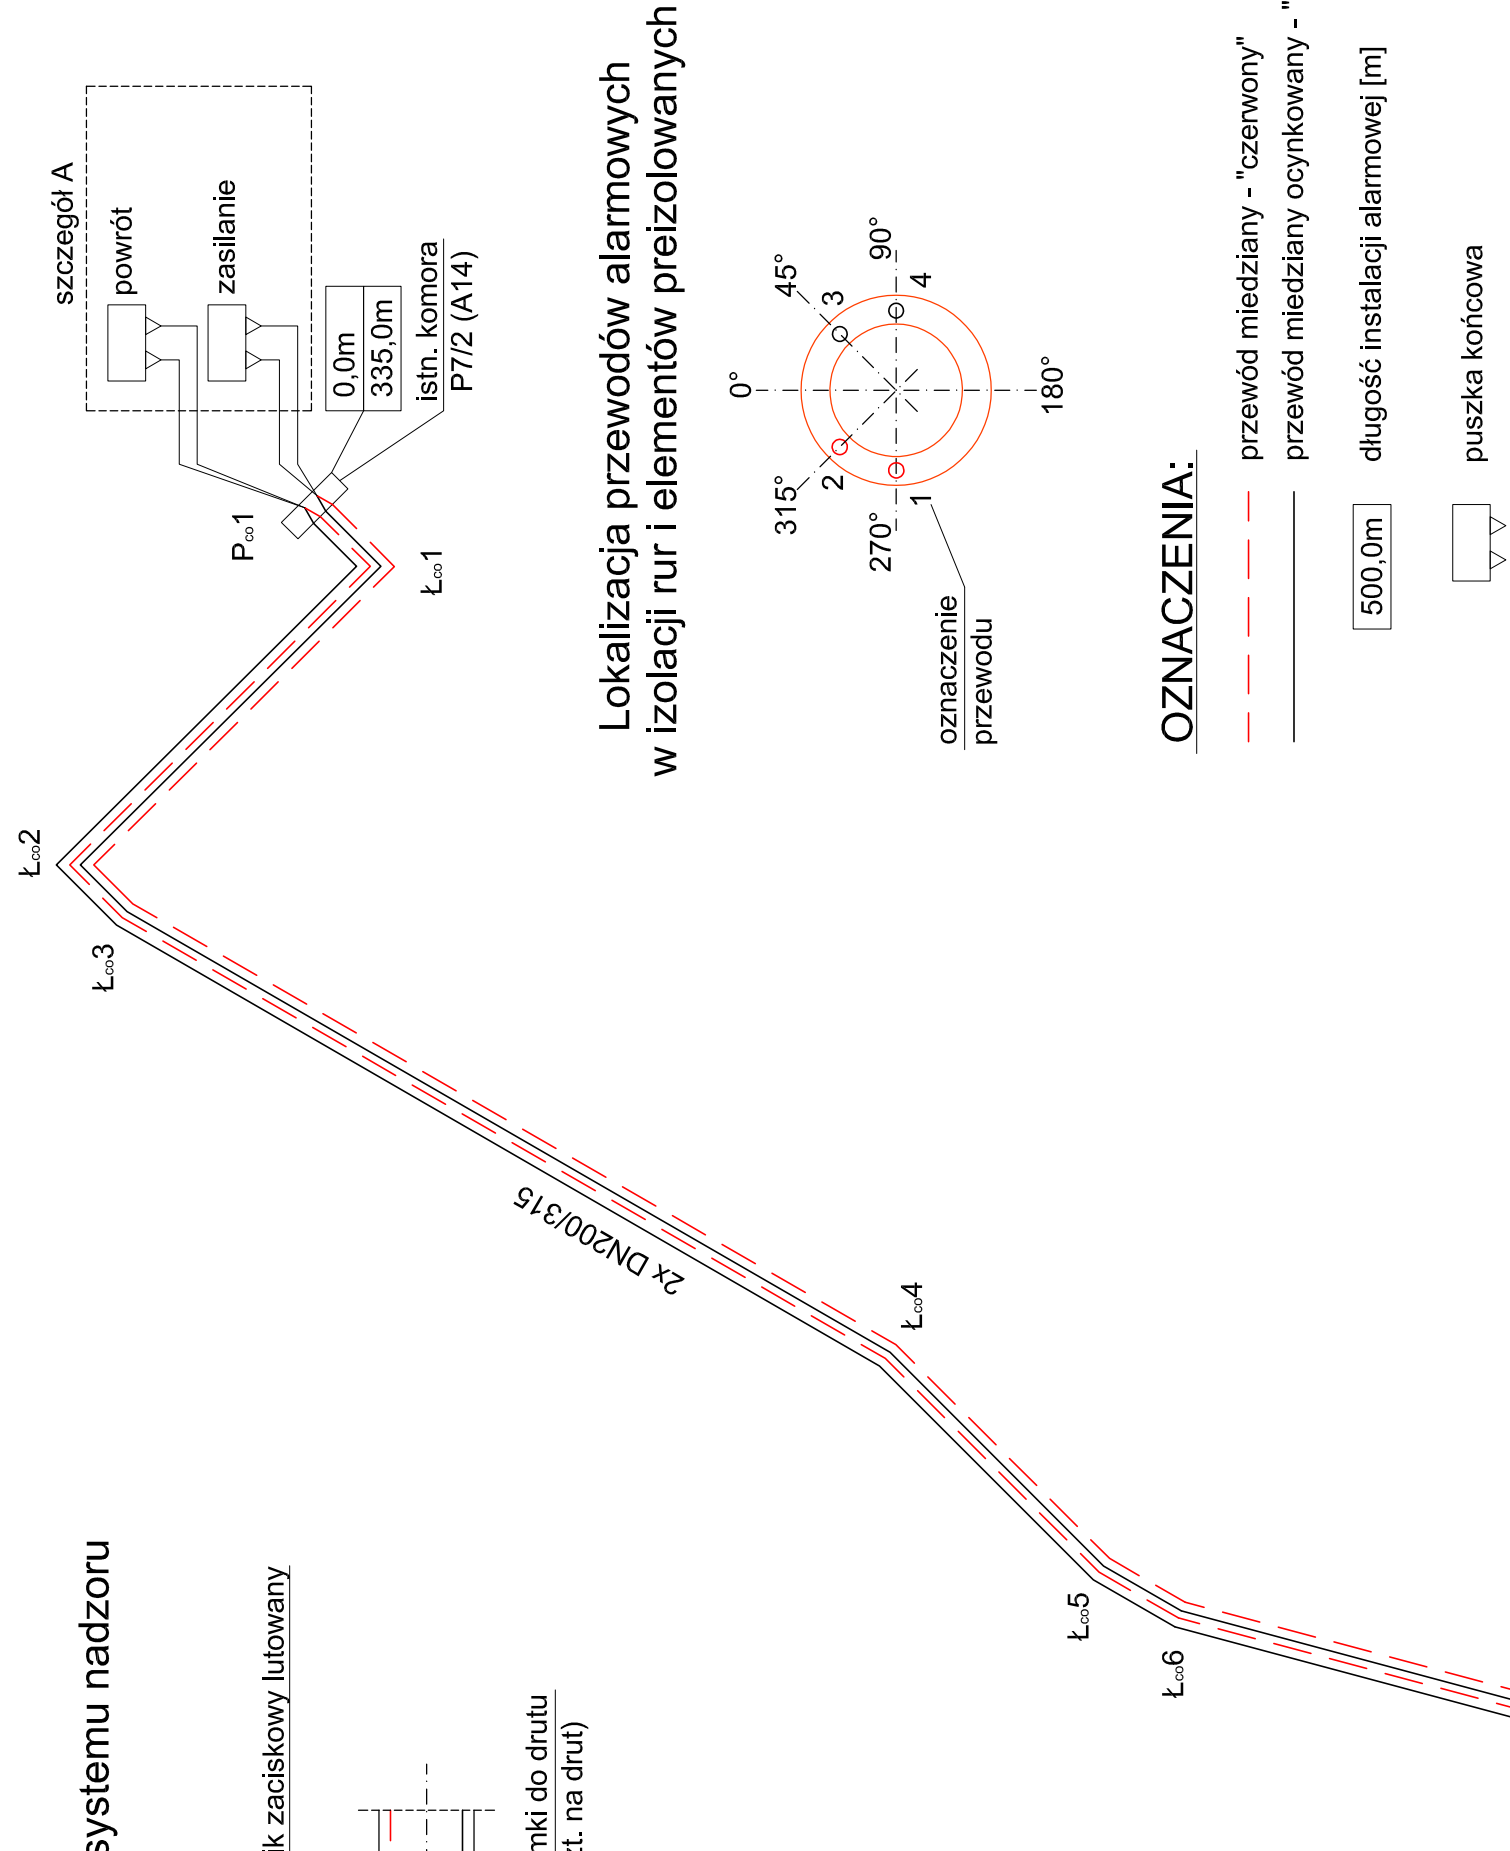 szczegół A
powrót
zasilanie
0,0m
335,0m
istn. komora
P7/2 (A14)
Pco1
Łco1
Łco2
Łco3
2x DN200/315
Łco4
Łco5
Łco6
Lokalizacja przewodów alarmowych
w izolacji rur i elementów preizolowanych
0°
45°
90°
180°
270°
315°
1
2
3
4
oznaczenie
przewodu
OZNACZENIA:
przewód miedziany - "czerwony"
przewód miedziany ocynkowany - "
500,0m
długość instalacji alarmowej [m]
puszka końcowa
systemu nadzoru
ik zaciskowy lutowany
mki do drutu
zt. na drut)